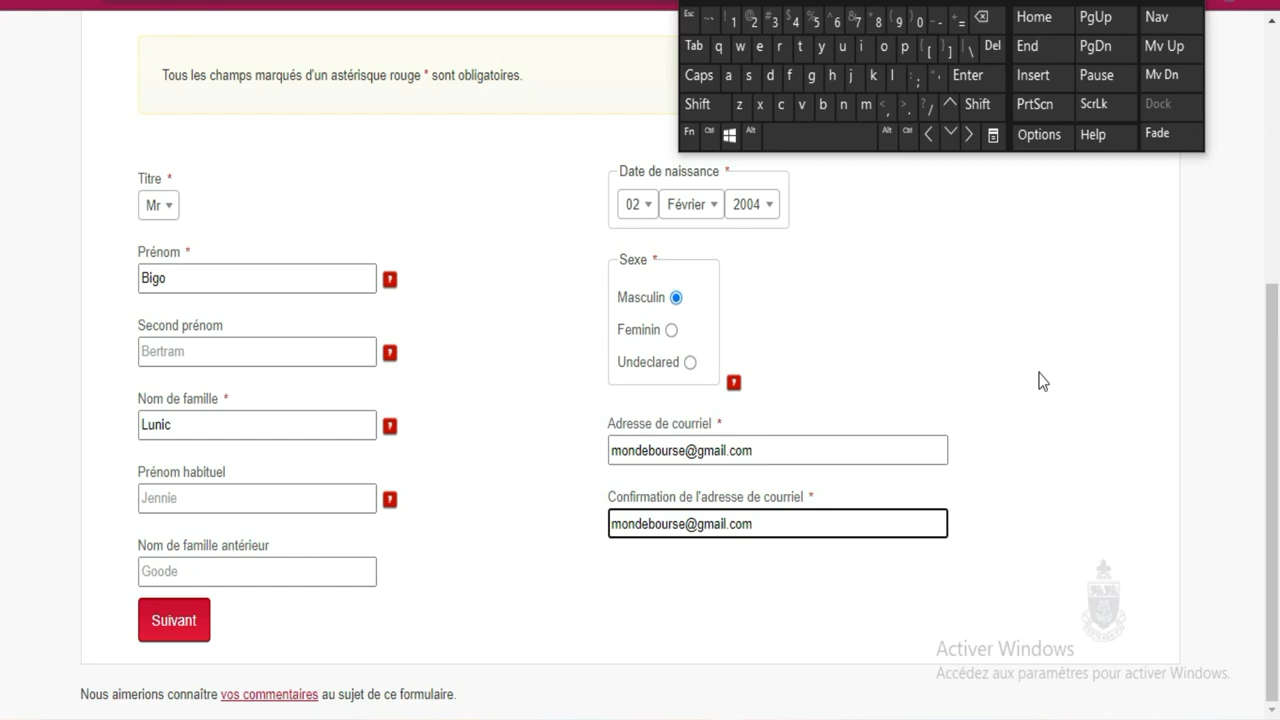 Tous les champs marqués d'un astérisque rouge * sont obligatoires.
Esc ~` !1 @2 #3 $4 %5 ^6 &7 *8 (9 )0 _- += Home PgUp Nav
Tab q w e r t y u i o p {[ }] |\ Del End PgDn Mv Up
Caps a s d f g h j k l :; "' Enter Insert Pause Mv Dn
Shift z x c v b n m <, >. ?/ Shift PrtScn ScrLk Dock
Fn Ctrl Alt Alt Ctrl Options Help Fade
Titre *
Mr
Prénom *
Bigo
Second prénom
Bertram
Nom de famille *
Lunic
Prénom habituel
Jennie
Nom de famille antérieur
Goode
Suivant
Date de naissance *
02 Février 2004
Sexe *
Masculin
Feminin
Undeclared
Adresse de courriel *
mondebourse@gmail.com
Confirmation de l'adresse de courriel *
mondebourse@gmail.com
Activer Windows
Accédez aux paramètres pour activer Windows.
Nous aimerions connaître vos commentaires au sujet de ce formulaire.